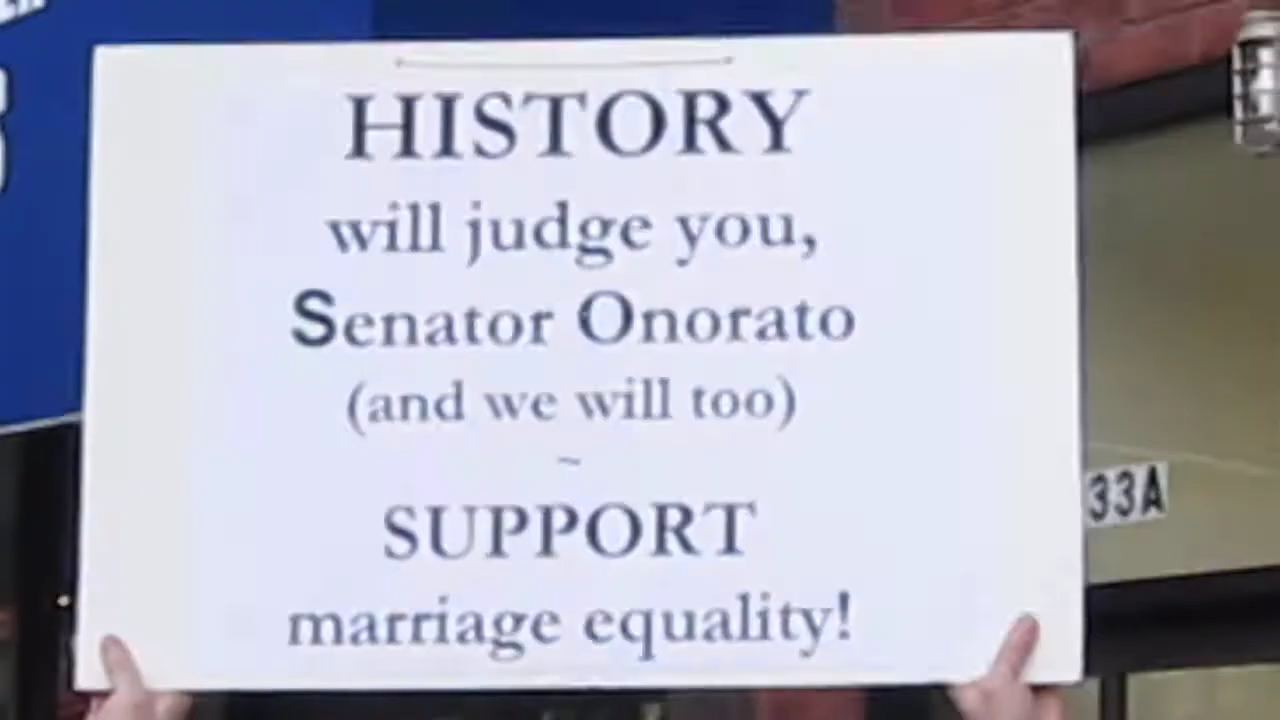 HISTORY
will judge you,
Senator Onorato
(and we will too)
~
SUPPORT
marriage equality!
33A